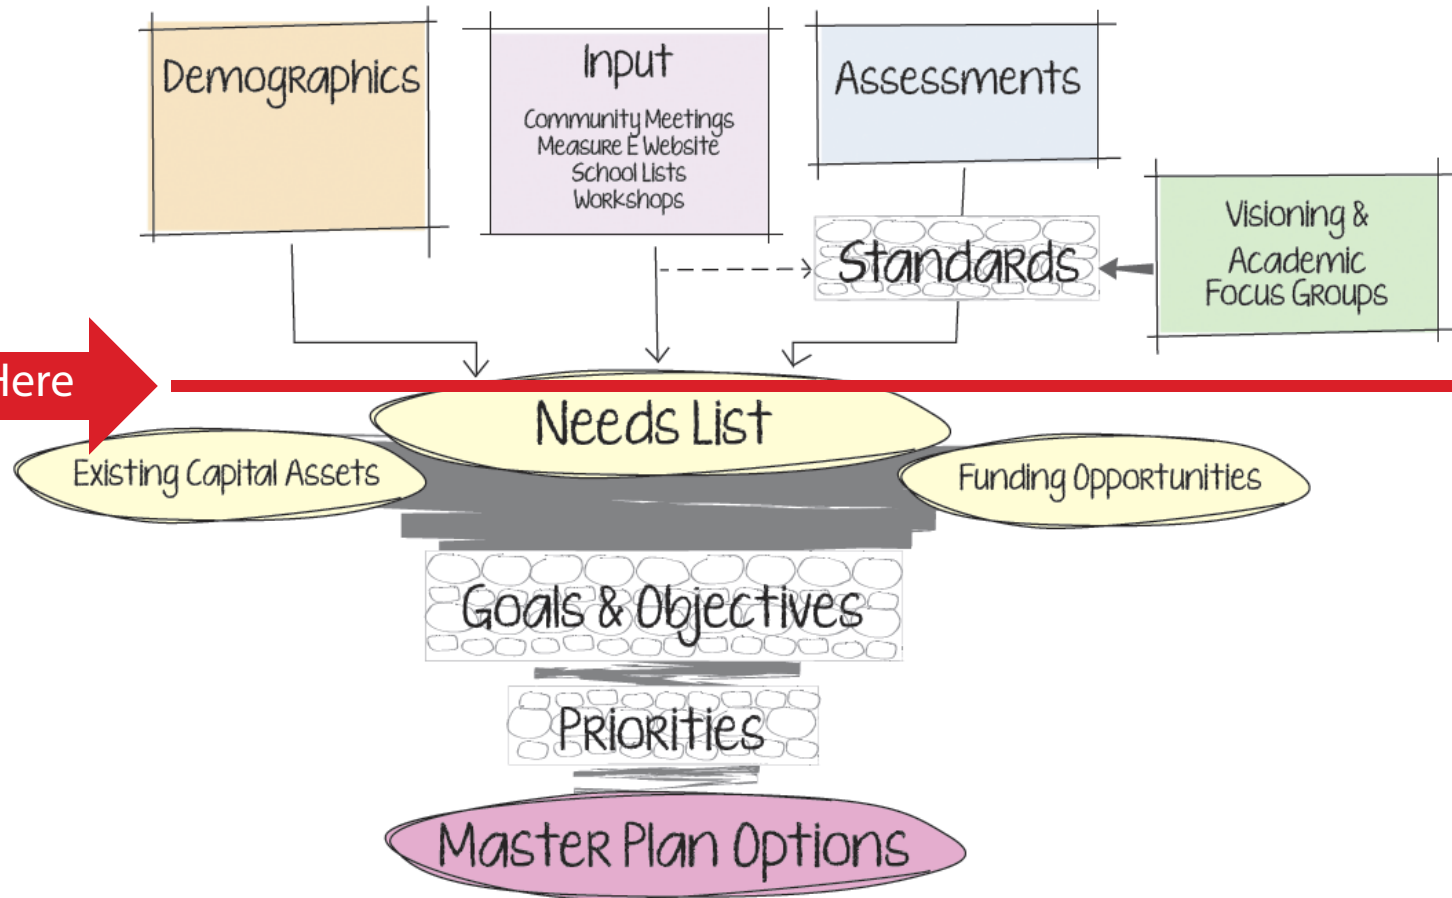 Demographics
Input
Community Meetings
Measure E Website
School Lists
Workshops
Assessments
Visioning &
Academic
Focus Groups
Standards
Here
Needs List
Existing Capital Assets
Funding Opportunities
Goals & Objectives
Priorities
Master Plan Options